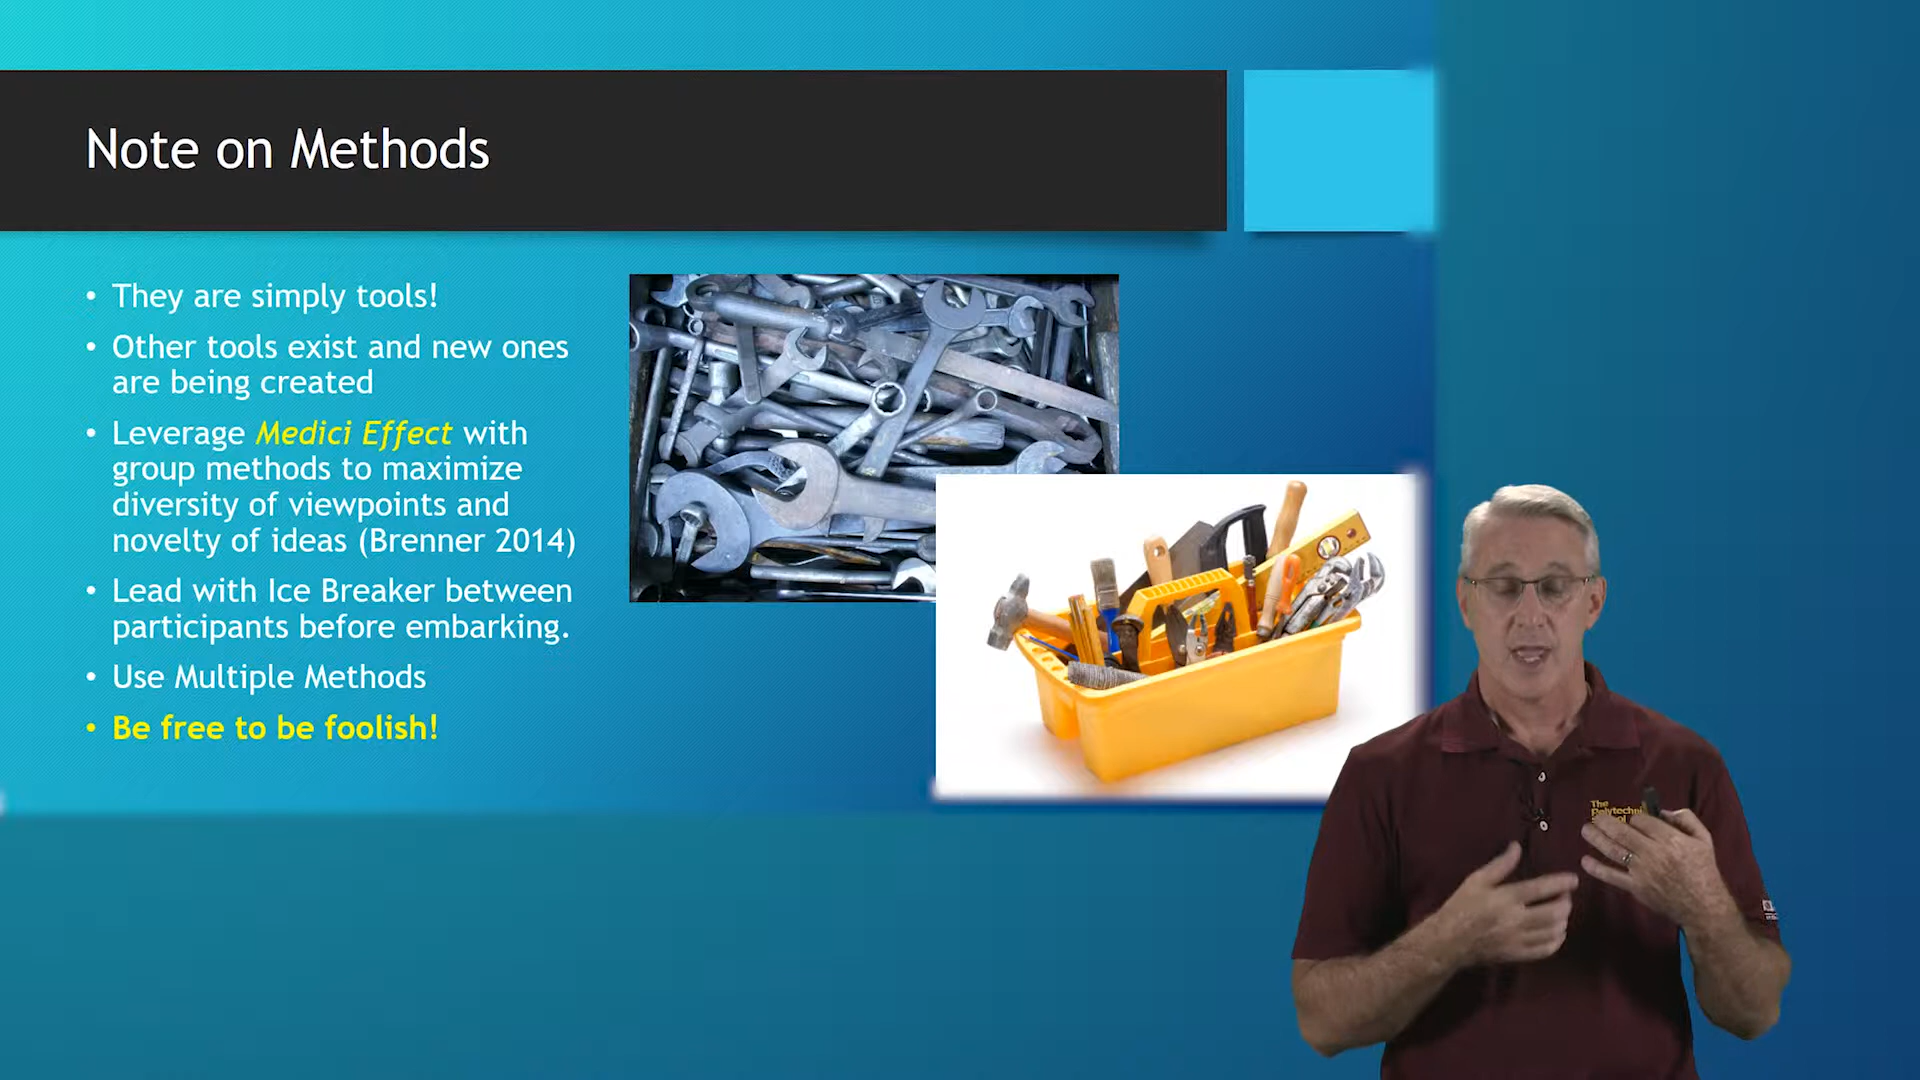 Note on Methods
• They are simply tools!
• Other tools exist and new ones
are being created
• Leverage Medici Effect with
group methods to maximize
diversity of viewpoints and
novelty of ideas (Brenner 2014)
• Lead with Ice Breaker between
participants before embarking.
• Use Multiple Methods
• Be free to be foolish!
The